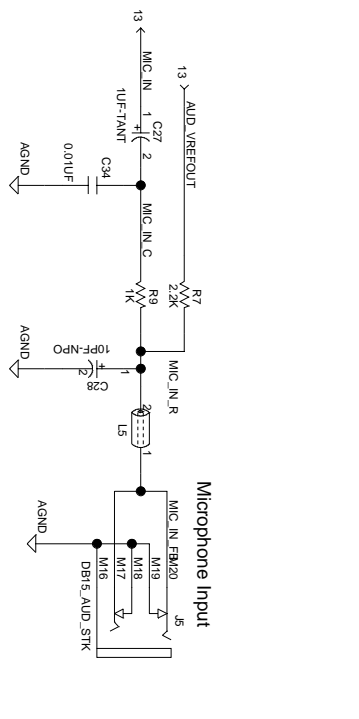 Microphone Input
13
MIC_IN
1
+
C27
1UF-TANT
2
13
AUD_VREFOUT
AGND
0.01UF
C34
MIC_IN_C
R7
2.2K
R9
1K
AGND
10PF-NPO
+
1
2
C28
MIC_IN_R
2
L5
1
MIC_IN_FB
M20
M19
M18
M17
M16
AGND
DB15_AUD_STK
J5